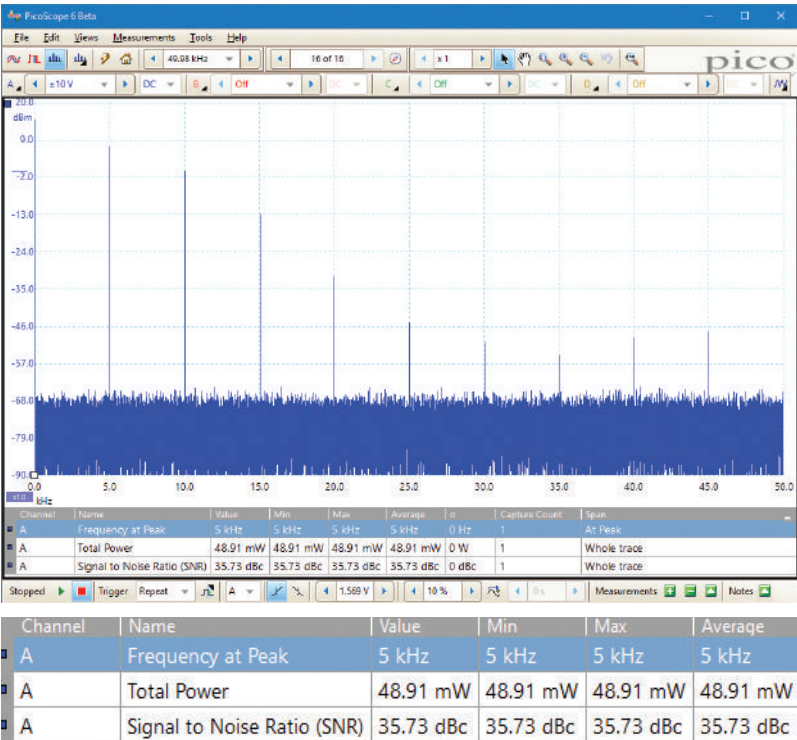 PicoScope 6 Beta
File Edit Views Measurements Tools Help
49.98 kHz 16 of 16 x 1 pico
A ±10 V DC B Off DC C Off DC D Off DC
20.0
dBm
9.0
-2.0
-13.0
-24.0
-35.0
-46.0
-57.0
-68.0
-79.0
-90.0
0.0 5.0 10.0 15.0 20.0 25.0 30.0 35.0 40.0 45.0 50.0
x1.0 kHz
Channel Name Value Min Max Average σ Capture Count Span
A Frequency at Peak 5 kHz 5 kHz 5 kHz 5 kHz 0 Hz 1 At Peak
A Total Power 48.91 mW 48.91 mW 48.91 mW 48.91 mW 0 W 1 Whole trace
A Signal to Noise Ratio (SNR) 35.73 dBc 35.73 dBc 35.73 dBc 35.73 dBc 0 dBc 1 Whole trace
Stopped Trigger Repeat A 1.569 V 10 % 0 s Measurements Notes
Channel Name Value Min Max Average
A Frequency at Peak 5 kHz 5 kHz 5 kHz 5 kHz
A Total Power 48.91 mW 48.91 mW 48.91 mW 48.91 mW
A Signal to Noise Ratio (SNR) 35.73 dBc 35.73 dBc 35.73 dBc 35.73 dBc